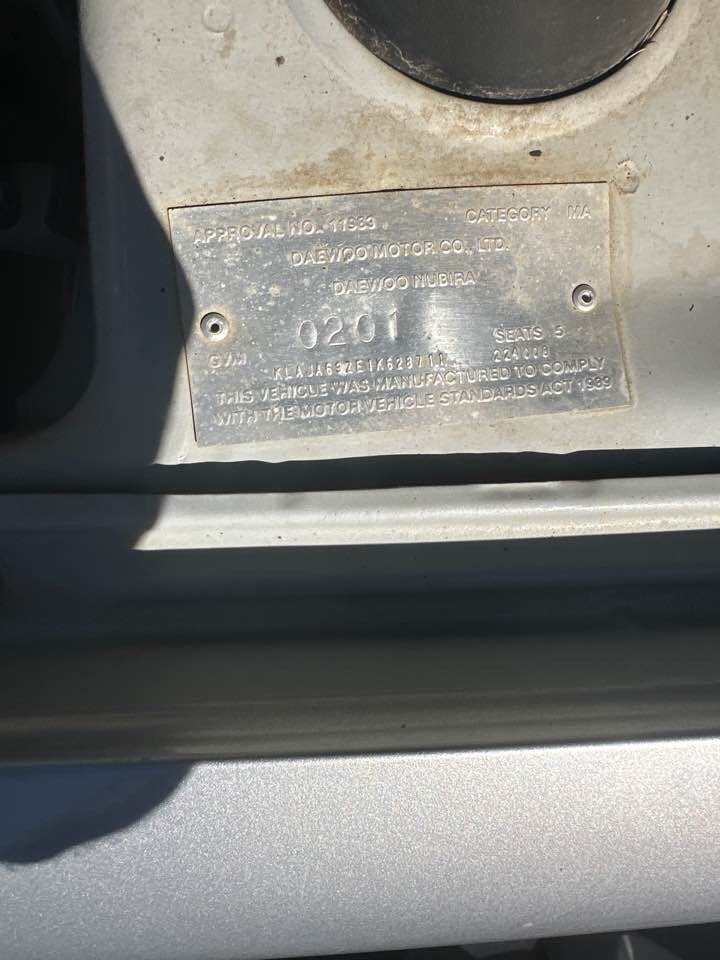 APPROVAL NO. 11983 CATEGORY MA
DAEWOO MOTOR CO., LTD.
DAEWOO NUBIRA
0201 SEATS 5
GVM
KLAJA69ZE1K628711
THIS VEHICLE WAS MANUFACTURED TO COMPLY
WITH THE MOTOR VEHICLE STANDARDS ACT 1989